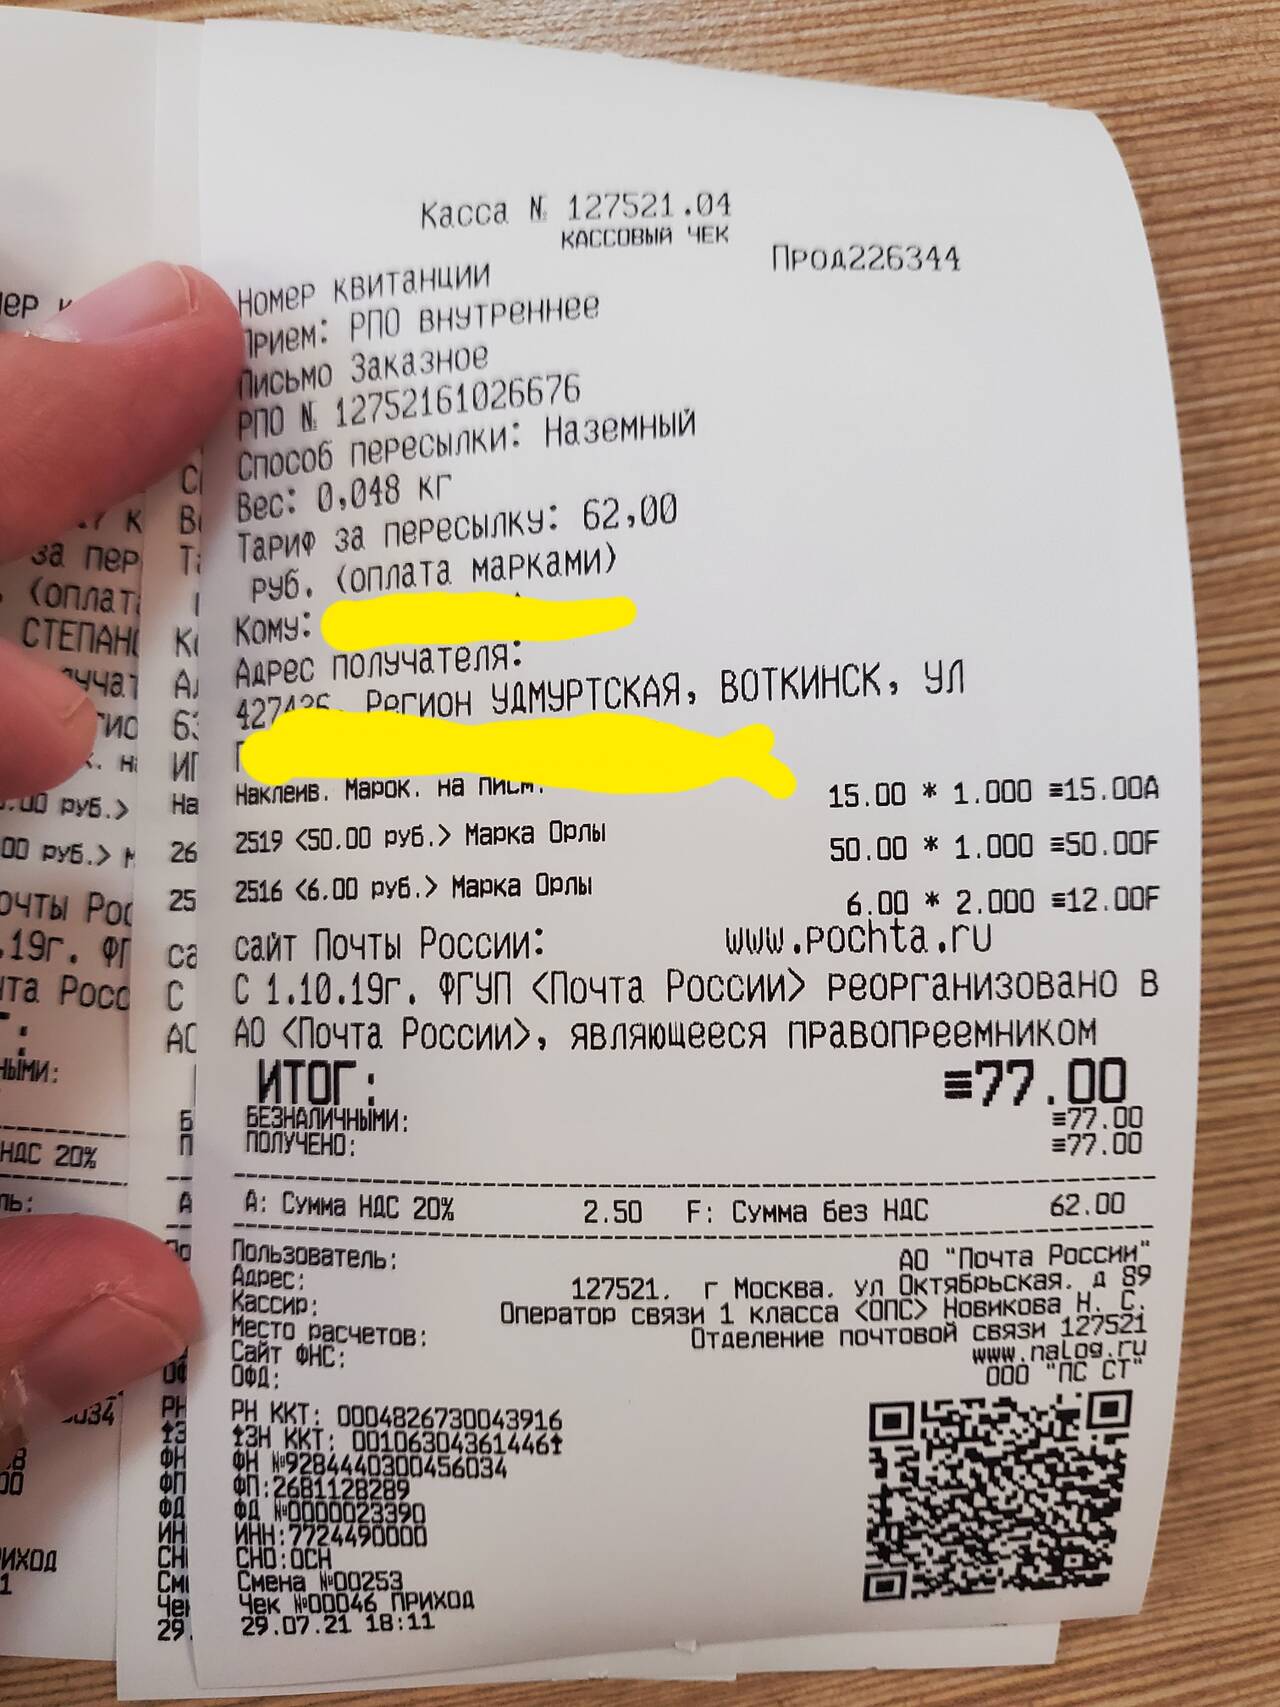 Касса № 127521.04
КАССОВЫЙ ЧЕК
Прод226344
Номер квитанции
Прием: РПО внутреннее
Письмо Заказное
РПО № 12752161026676
Способ пересылки: Наземный
Вес: 0,048 кг
Тариф за пересылку: 62,00
руб. (оплата марками)
Кому:
Адрес получателя:
Регион УДМУРТСКАЯ, ВОТКИНСК, УЛ
Наклеив. Марок. на писм. 15.00 * 1.000 ≡15.00A
2519 <50.00 руб.> Марка Орлы 50.00 * 1.000 ≡50.00F
2516 <6.00 руб.> Марка Орлы 6.00 * 2.000 ≡12.00F
сайт Почты России: www.pochta.ru
С 1.10.19г. ФГУП <Почта России> реорганизовано в
АО <Почта России>, являющееся правопреемником
ИТОГ: ≡77.00
БЕЗНАЛИЧНЫМИ: ≡77.00
ПОЛУЧЕНО: ≡77.00
А: Сумма НДС 20% 2.50 F: Сумма без НДС 62.00
Пользователь: АО "Почта России"
Адрес: 127521. г Москва. ул Октябрьская. д 89
Кассир: Оператор связи 1 класса <ОПС> Новикова Н. С.
Место расчетов: Отделение почтовой связи 127521
Сайт ФНС: www.nalog.ru
ОФД: ООО "ПС СТ"
РН ККТ: 0004826730043916
ЗН ККТ: 00106304361446
ФН №9284440300456034
ФП:2681128289
ФД №0000023390
ИНН:7724490000
СНО:ОСН
Смена №00253
Чек №00046 ПРИХОД
29.07.21 18:11